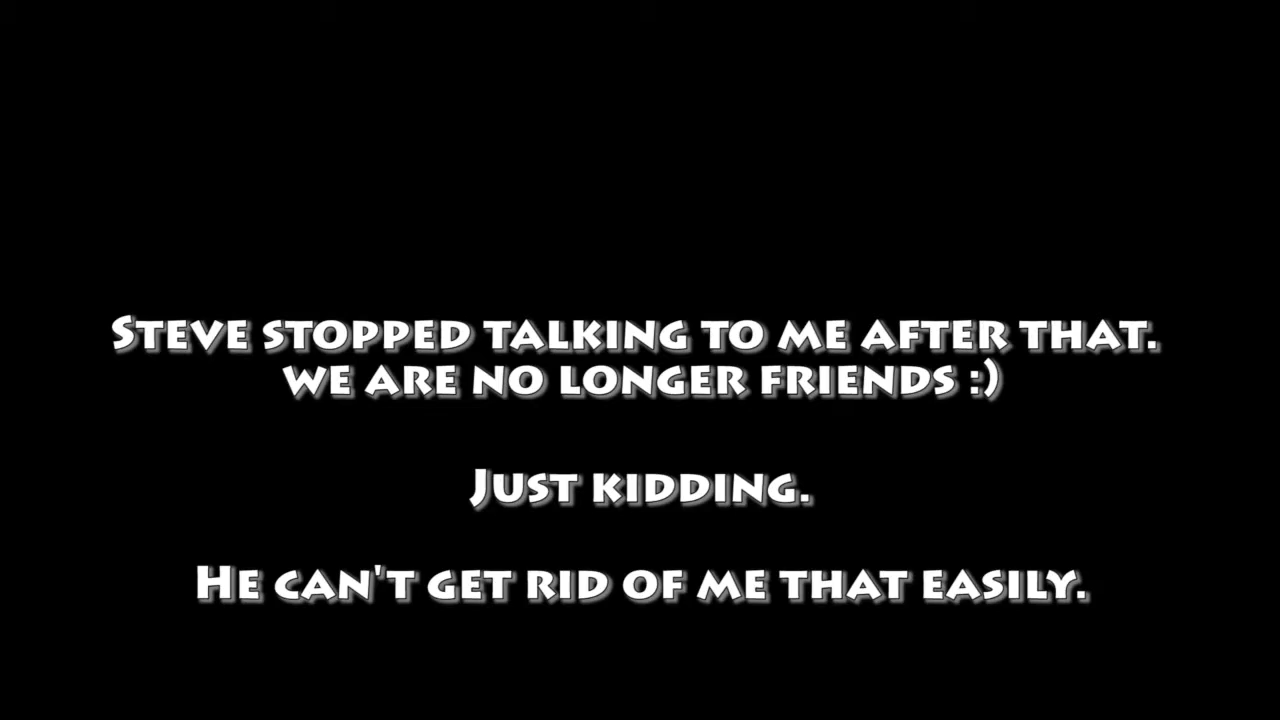 Steve stopped talking to me after that.
we are no longer friends :)
Just kidding.
He can't get rid of me that easily.